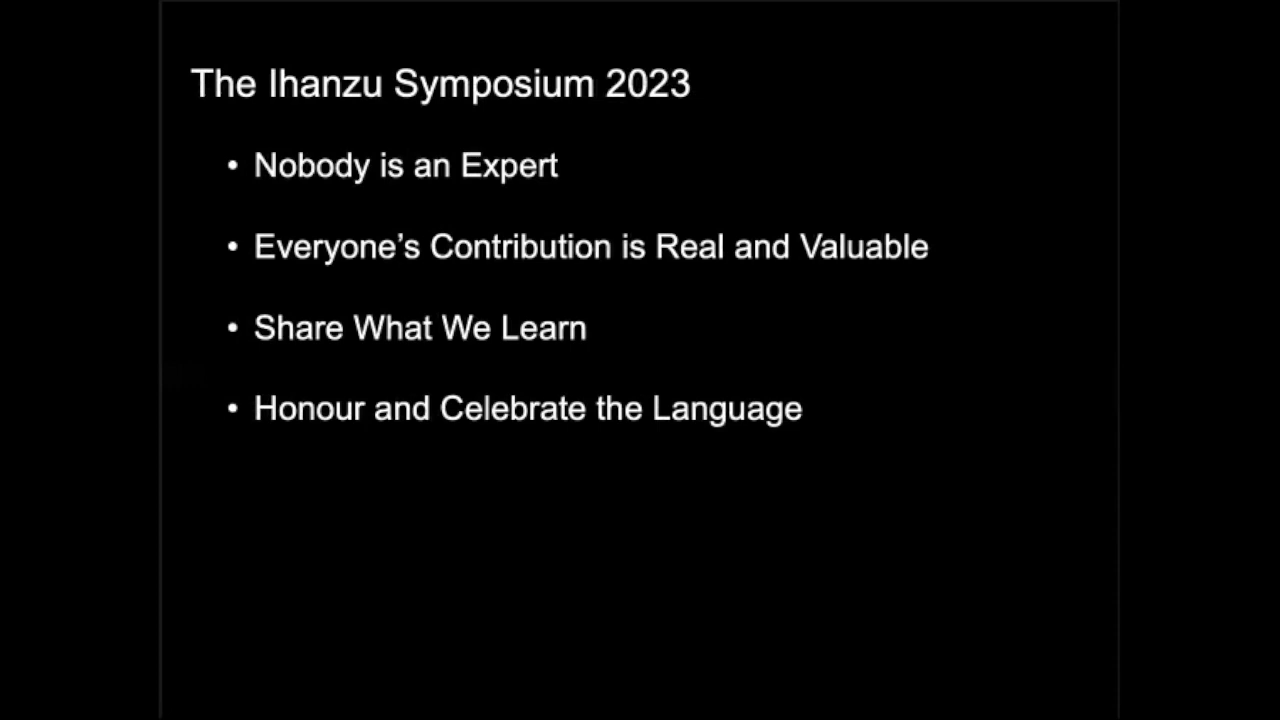 The Ihanzu Symposium 2023
• Nobody is an Expert
• Everyone’s Contribution is Real and Valuable
• Share What We Learn
• Honour and Celebrate the Language